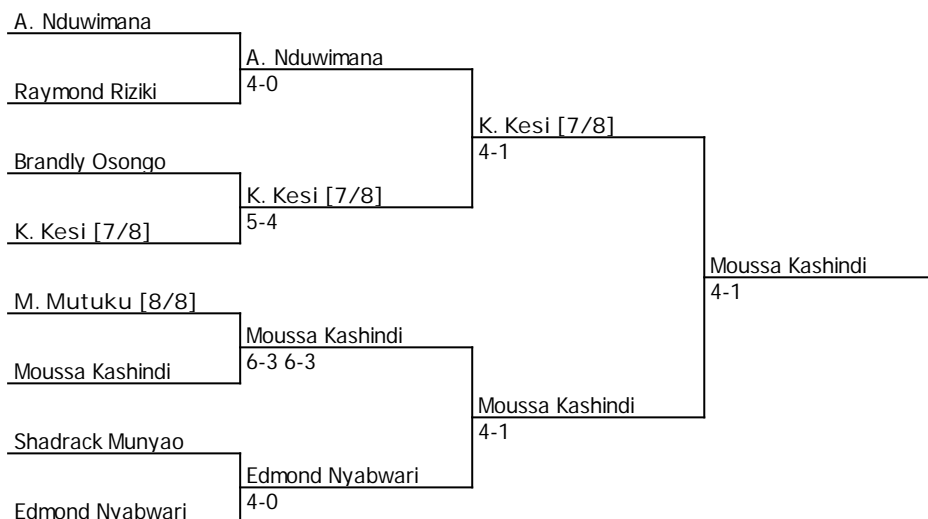 A. Nduwimana
A. Nduwimana
4-0
Raymond Riziki
K. Kesi [7/8]
4-1
Brandly Osongo
K. Kesi [7/8]
5-4
K. Kesi [7/8]
Moussa Kashindi
4-1
M. Mutuku [8/8]
Moussa Kashindi
6-3 6-3
Moussa Kashindi
Moussa Kashindi
4-1
Shadrack Munyao
Edmond Nyabwari
4-0
Edmond Nyabwari